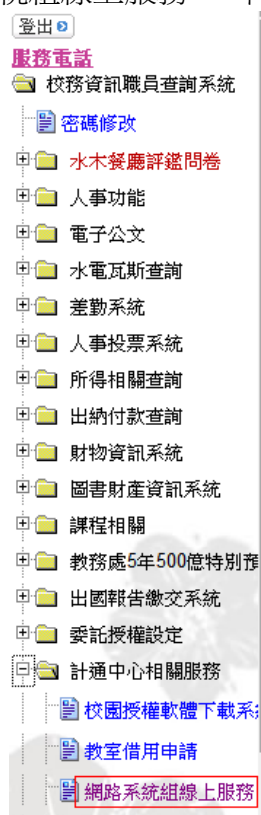 登出
服務電話
校務資訊職員查詢系統
密碼修改
水木餐廳評鑑問卷
人事功能
電子公文
水電瓦斯查詢
差勤系統
人事投票系統
所得相關查詢
出納付款查詢
財物資訊系統
圖書財產資訊系統
課程相關
教務處5年500億特別預
出國報告繳交系統
委託授權設定
計通中心相關服務
校園授權軟體下載系
教室借用申請
網路系統組線上服務